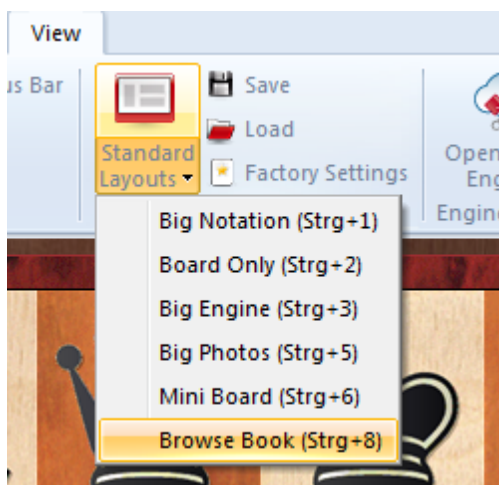 View
us Bar
Save
Load
Standard
Layouts
Factory Settings
Open
Eng
Engin
Big Notation (Strg+1)
Board Only (Strg+2)
Big Engine (Strg+3)
Big Photos (Strg+5)
Mini Board (Strg+6)
Browse Book (Strg+8)